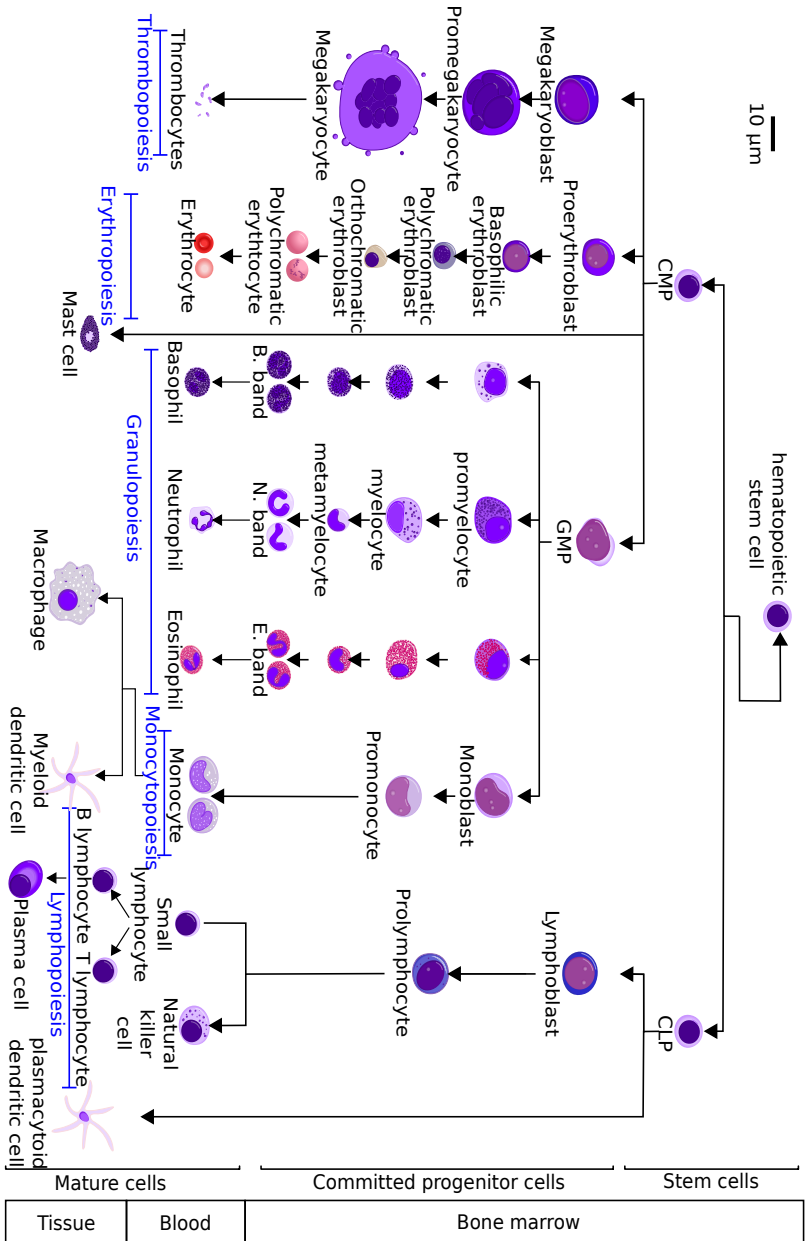 10 μm
hematopoietic
stem cell
CMP
CLP
Megakaryoblast
Promegakaryocyte
Megakaryocyte
Thrombocytes
Thrombopoiesis
Proerythroblast
Basophilic
erythroblast
Polychromatic
erythroblast
Orthochromatic
erythroblast
Polychromatic
erythtocyte
Erythrocyte
Erythropoiesis
Mast cell
GMP
promyelocyte
myelocyte
metamyelocyte
B. band
N. band
E. band
Basophil
Neutrophil
Eosinophil
Granulopoiesis
Monoblast
Promonocyte
Monocyte
Monocytopoiesis
Macrophage
Myeloid
dendritic cell
Lymphoblast
Prolymphocyte
Small
lymphocyte
Natural
killer
cell
B lymphocyte
T lymphocyte
Lymphopoiesis
Plasma cell
plasmacytoid
dendritic cell
Mature cells
Committed progenitor cells
Stem cells
Tissue
Blood
Bone marrow